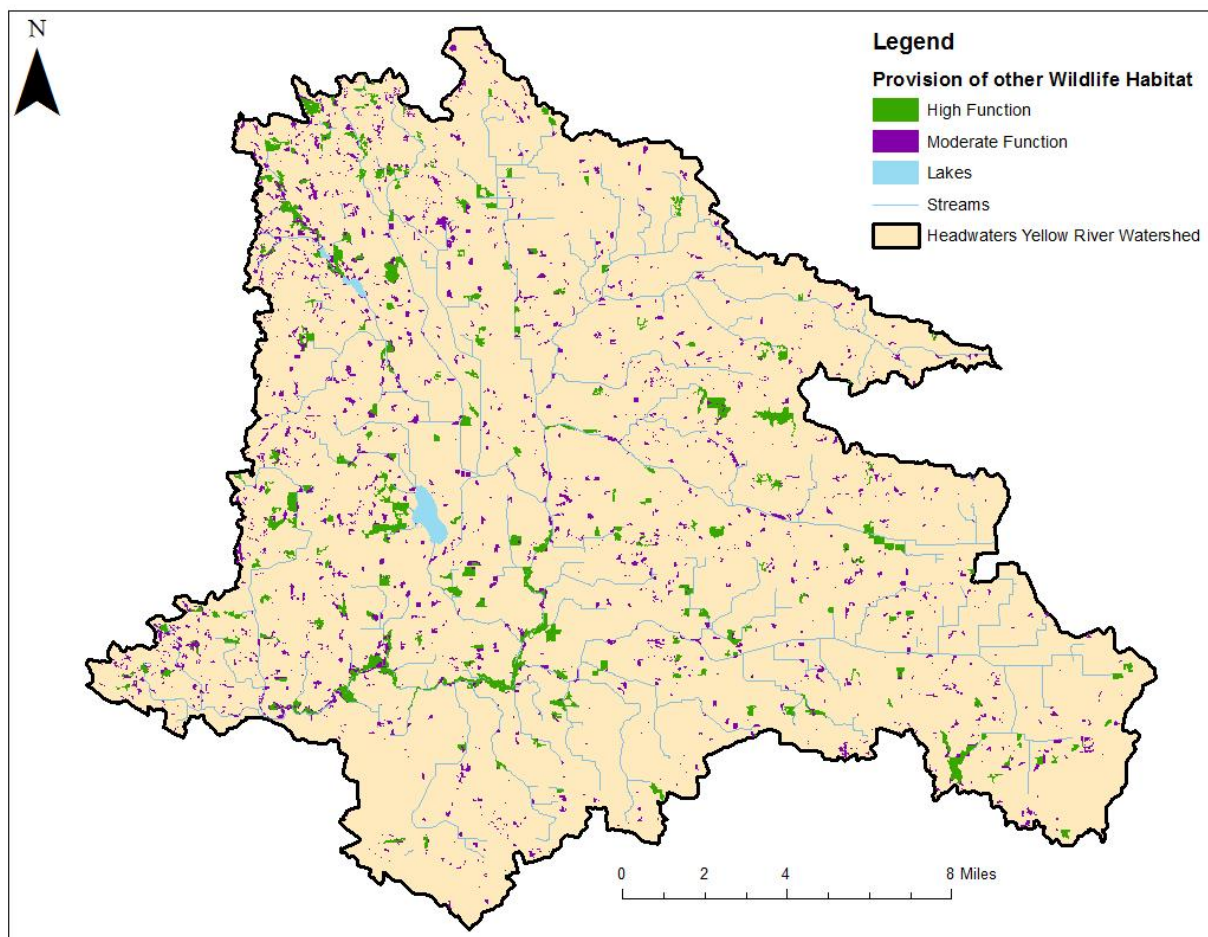 N
Legend
Provision of other Wildlife Habitat
High Function
Moderate Function
Lakes
Streams
Headwaters Yellow River Watershed
0 2 4 8 Miles